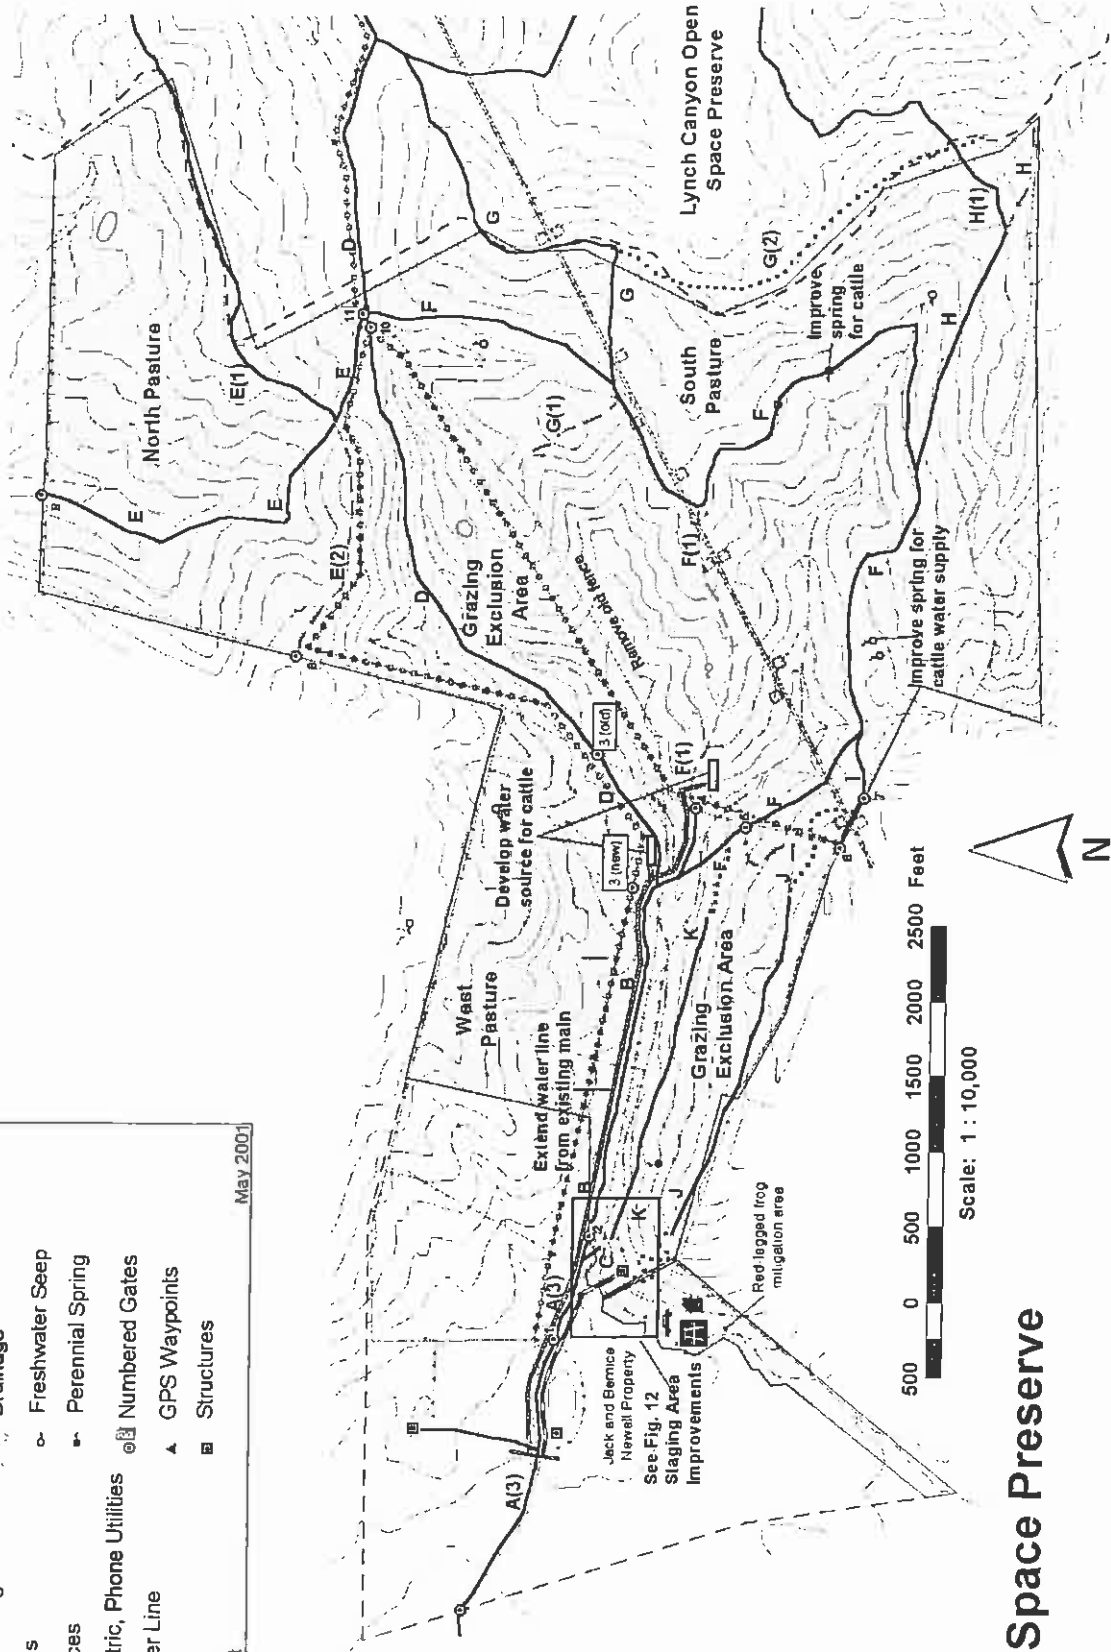 Drainage
Freshwater Seep
Perennial Spring
Numbered Gates
GPS Waypoints
Structures
s
ces
tric, Phone Utilities
er Line
May 2001
North Pasture
E
E
E
E(1)
E(2)
D
11
10
F
G
G
G(1)
G(2)
Lynch Canyon Open
Space Preserve
D
Grazing
Exclusion
Area
Remove old fence
South
Pasture
F
Improve
spring
for cattle
H(1)
H
H
F(1)
F
Improve spring for
cattle water supply
3 (old)
D
F(1)
Develop water
source for cattle
3 (new)
F
F
I
J
K
West
Pasture
B
Grazing
Exclusion Area
Extend water line
from existing main
B
K
J
2
C
A(3)
1
A(3)
Red-legged frog
mitigation area
Jack and Bernice
Newell Property
See Fig. 12
Staging Area
Improvements
500 0 500 1000 1500 2000 2500 Feet
Scale: 1 : 10,000
N
Space Preserve